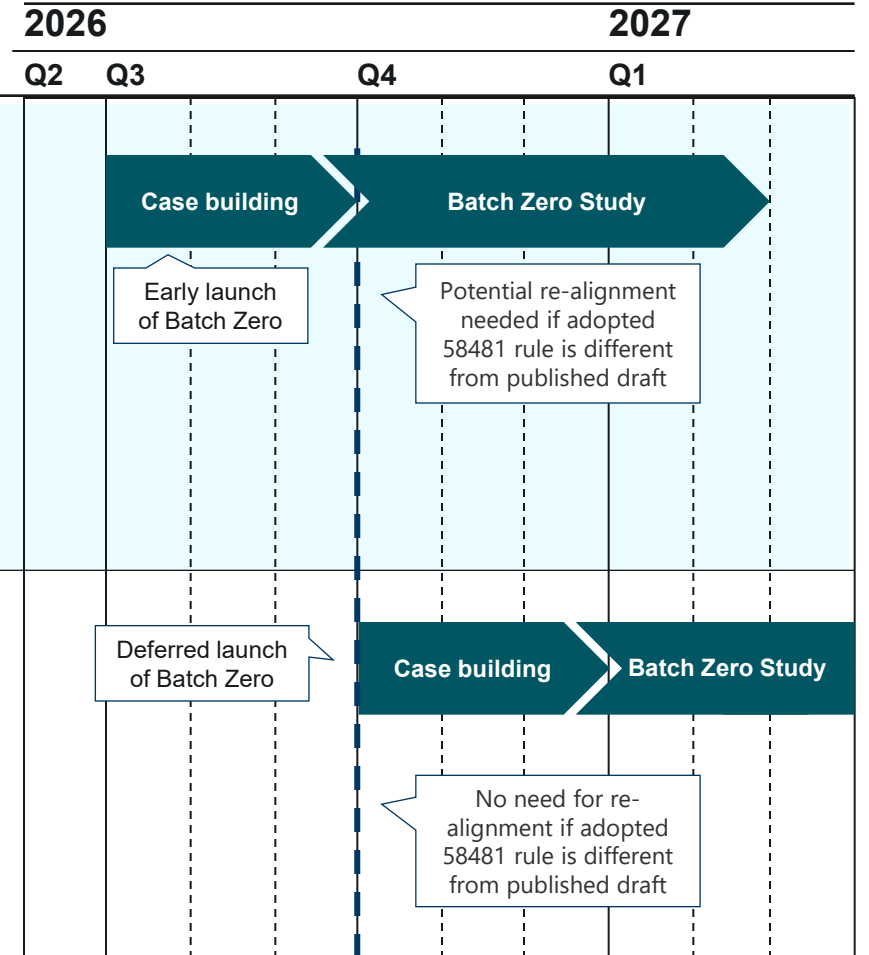 2026 2027
Q2 Q3 Q4 Q1
Case building
Batch Zero Study
Early launch
of Batch Zero
Potential re-alignment
needed if adopted
58481 rule is different
from published draft
Deferred launch
of Batch Zero
Case building
Batch Zero Study
No need for re-
alignment if adopted
58481 rule is different
from published draft